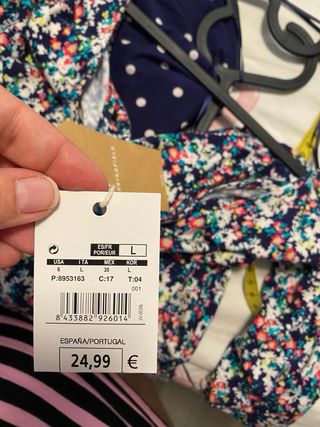 SPRINGFIELD
ES/FR
POR/EUR
L
USA ITA MEX KOR
6 L 30 L
P:8953163 C:17 T:04
001
8 433882 926014
ESPAÑA/PORTUGAL
24,99 €